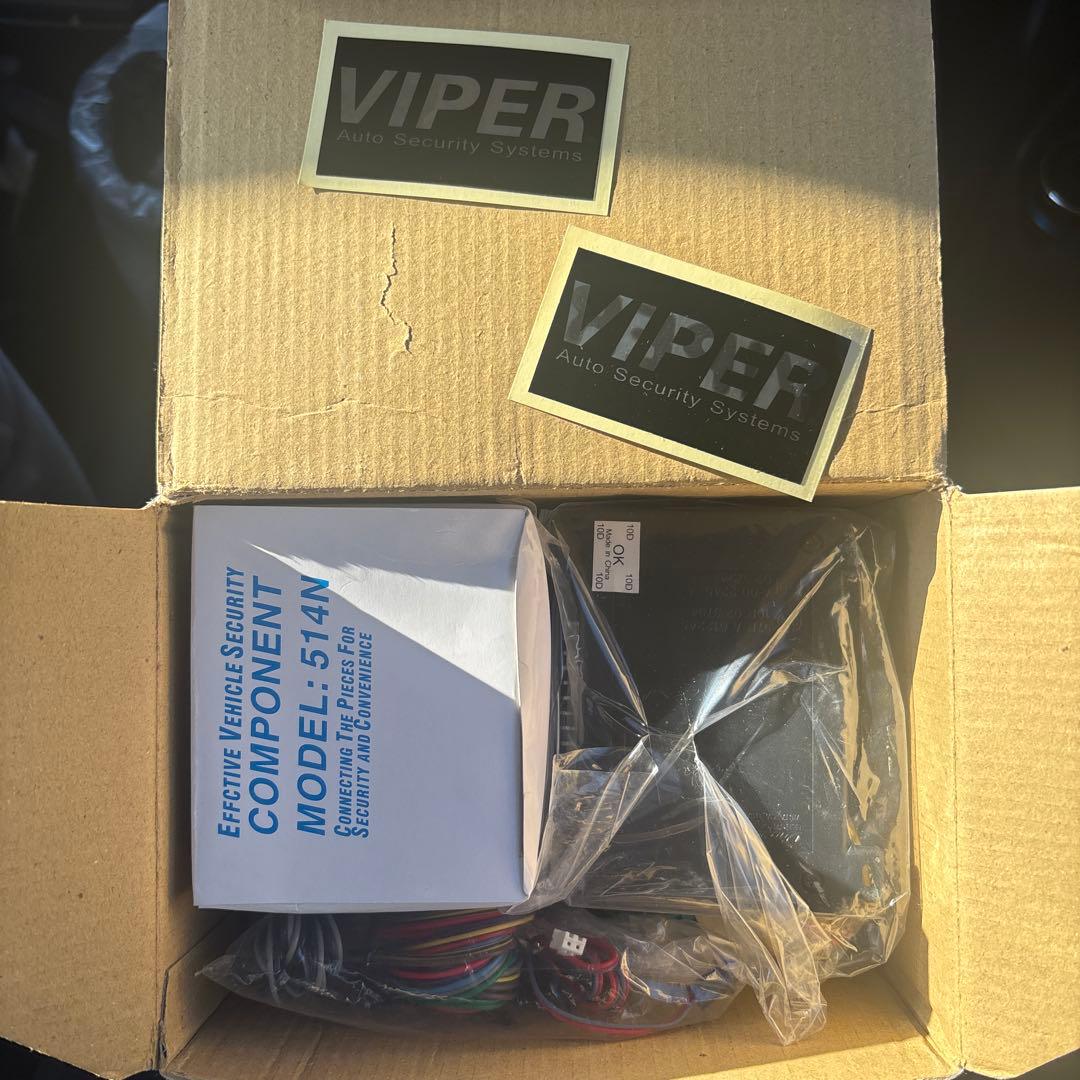 VIPER
Auto Security Systems
VIPER
Auto Security Systems
EFFCTIVE VEHICLE SECURITY
COMPONENT
MODEL: 514N
CONNECTING THE PIECES FOR
SECURITY AND CONVENIENCE
10D 10D
OK
Made in China
10D 10D